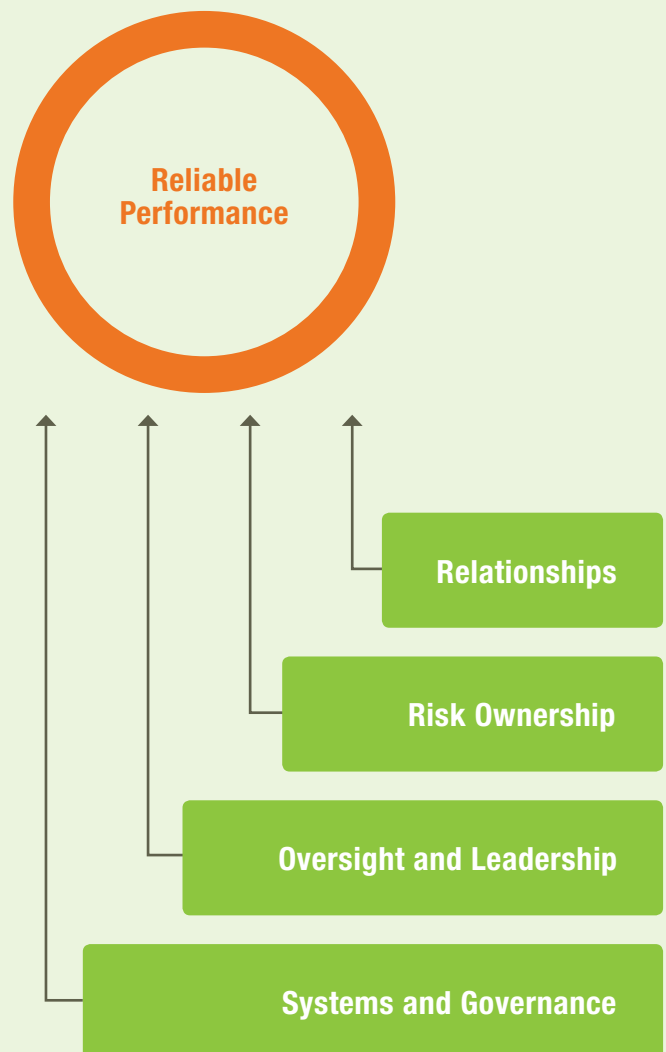 Reliable
Performance
Relationships
Risk Ownership
Oversight and Leadership
Systems and Governance